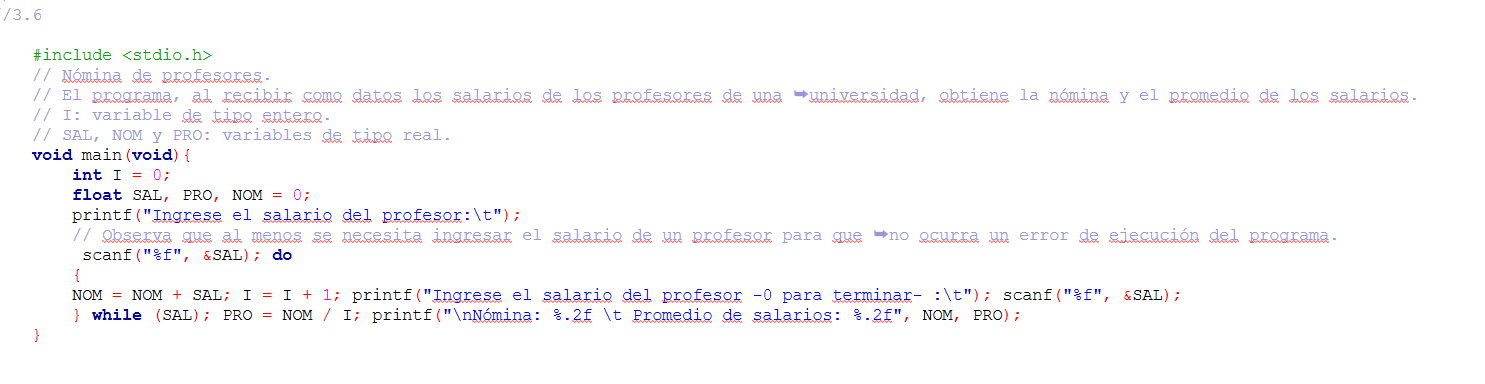 //3.6
#include <stdio.h>
// Nómina de profesores.
// El programa, al recibir como datos los salarios de los profesores de una ➥universidad, obtiene la nómina y el promedio de los salarios.
// I: variable de tipo entero.
// SAL, NOM y PRO: variables de tipo real.
void main(void){
int I = 0;
float SAL, PRO, NOM = 0;
printf("Ingrese el salario del profesor:\t");
// Observa que al menos se necesita ingresar el salario de un profesor para que ➥no ocurra un error de ejecución del programa.
scanf("%f", &SAL); do
{
NOM = NOM + SAL; I = I + 1; printf("Ingrese el salario del profesor -0 para terminar- :\t"); scanf("%f", &SAL);
} while (SAL); PRO = NOM / I; printf("\nNómina: %.2f \t Promedio de salarios: %.2f", NOM, PRO);
}